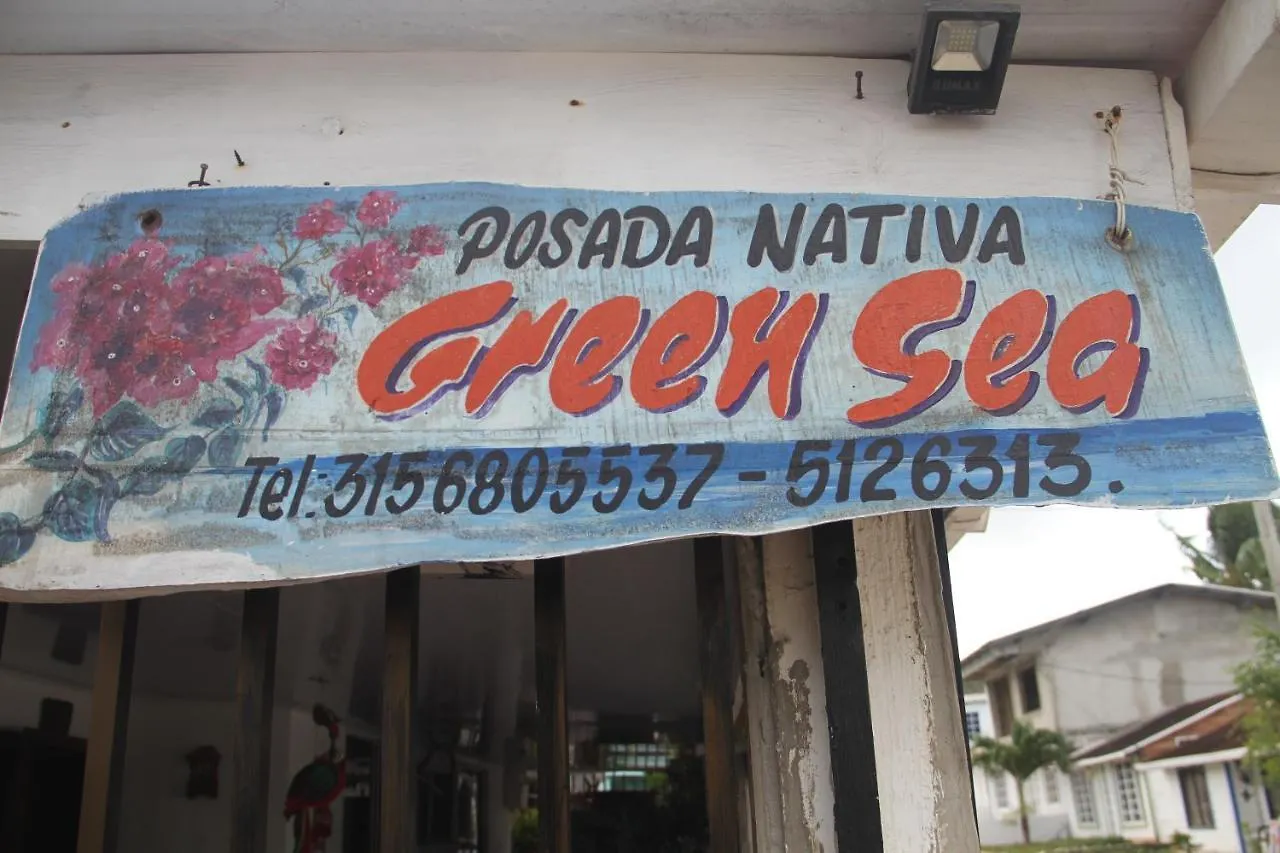 POSADA NATIVA
Green Sea
Tel: 3156805537 - 5126313.